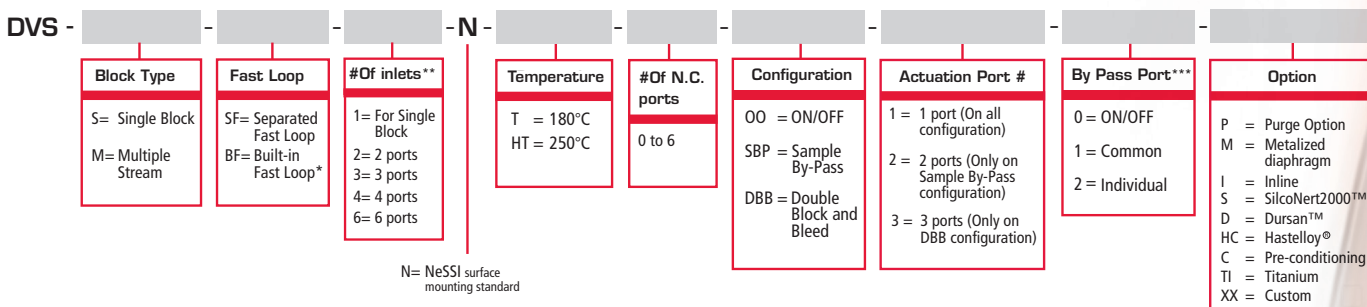 DVS - - - -N- - - - - -
Block Type
S= Single Block
M= Multiple
Stream
Fast Loop
SF= Separated
Fast Loop
BF= Built-in
Fast Loop*
#Of inlets**
1= For Single
Block
2= 2 ports
3= 3 ports
4= 4 ports
6= 6 ports
N= NeSSI surface
mounting standard
Temperature
T = 180°C
HT = 250°C
#Of N.C.
ports
0 to 6
Configuration
OO = ON/OFF
SBP = Sample
By-Pass
DBB = Double
Block and
Bleed
Actuation Port #
1 = 1 port (On all
configuration)
2 = 2 ports (Only on
Sample By-Pass
configuration)
3 = 3 ports (Only on
DBB configuration)
By Pass Port***
0 = ON/OFF
1 = Common
2 = Individual
Option
P = Purge Option
M = Metalized
diaphragm
I = Inline
S = SilcoNert2000™
D = Dursan™
HC = Hastelloy®
C = Pre-conditioning
TI = Titanium
XX = Custom